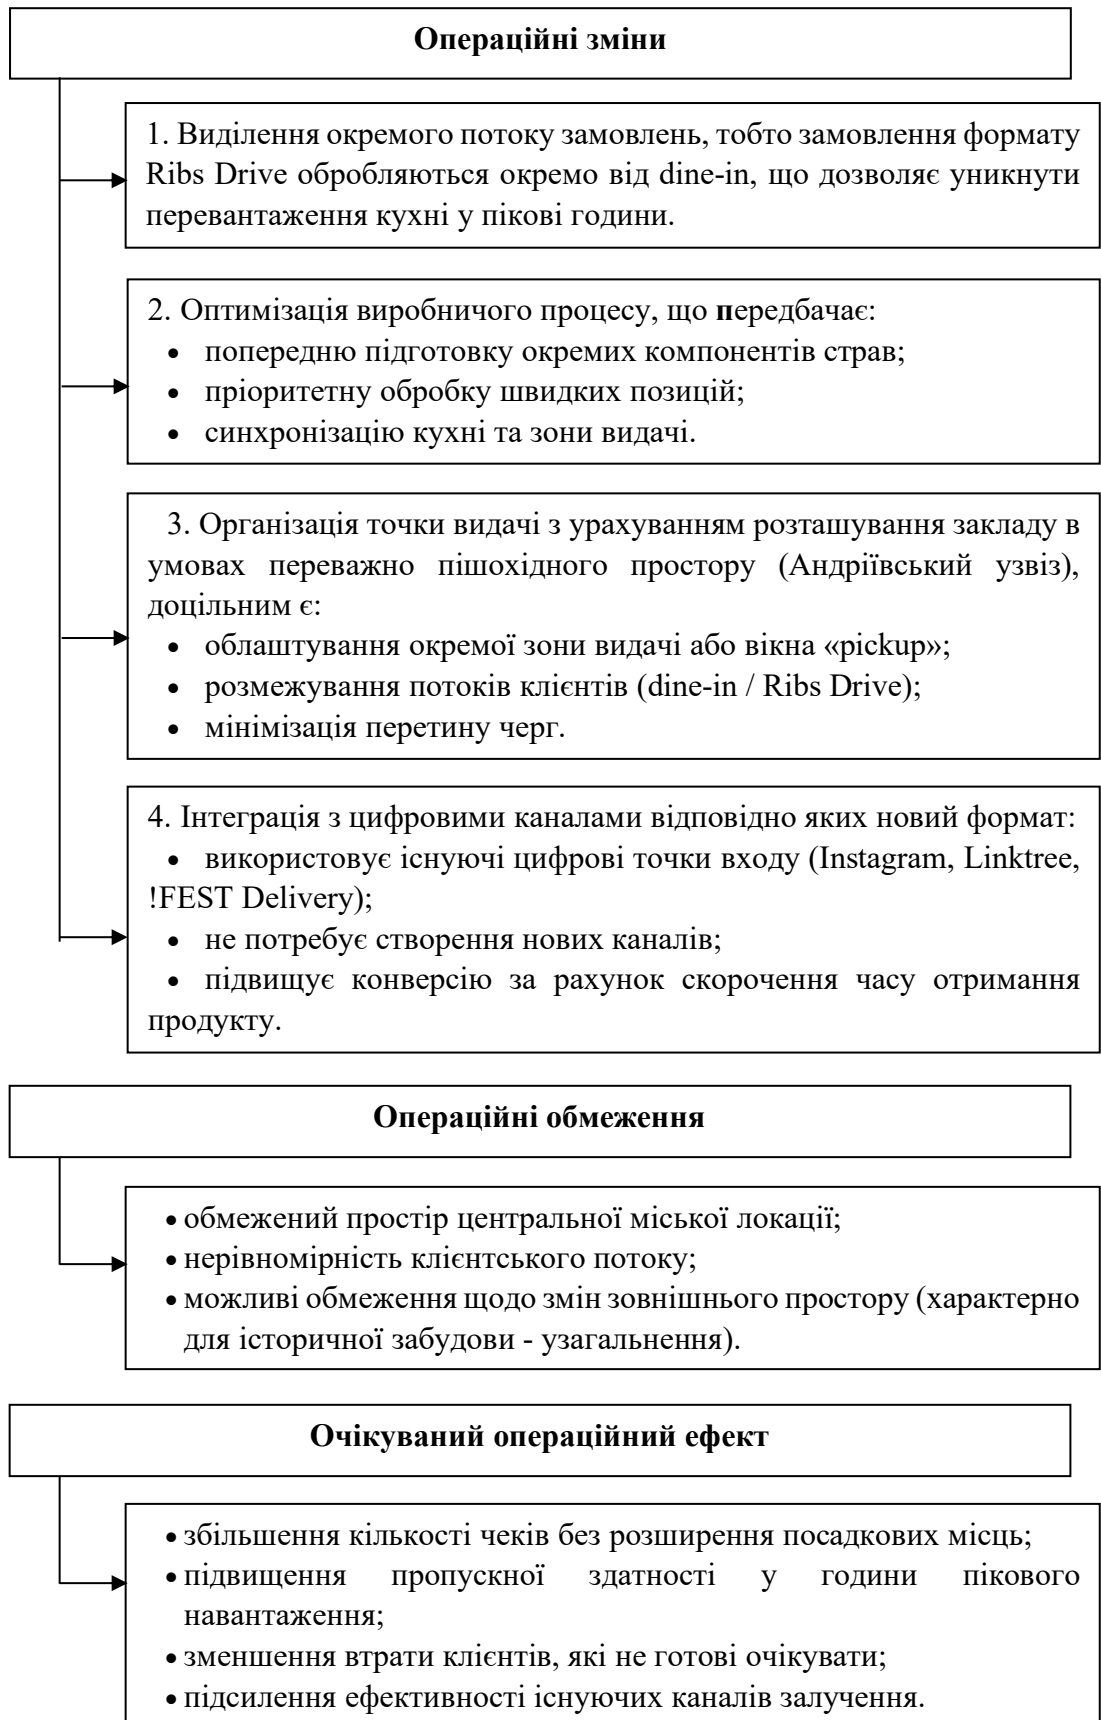 Операційні зміни
1. Виділення окремого потоку замовлень, тобто замовлення формату
Ribs Drive обробляються окремо від dine-in, що дозволяє уникнути
перевантаження кухні у пікові години.
2. Оптимізація виробничого процесу, що передбачає:
• попередню підготовку окремих компонентів страв;
• пріоритетну обробку швидких позицій;
• синхронізацію кухні та зони видачі.
3. Організація точки видачі з урахуванням розташування закладу в
умовах переважно пішохідного простору (Андріївський узвіз),
доцільним є:
• облаштування окремої зони видачі або вікна «pickup»;
• розмежування потоків клієнтів (dine-in / Ribs Drive);
• мінімізація перетину черг.
4. Інтеграція з цифровими каналами відповідно яких новий формат:
• використовує існуючі цифрові точки входу (Instagram, Linktree,
!FEST Delivery);
• не потребує створення нових каналів;
• підвищує конверсію за рахунок скорочення часу отримання
продукту.
Операційні обмеження
• обмежений простір центральної міської локації;
• нерівномірність клієнтського потоку;
• можливі обмеження щодо змін зовнішнього простору (характерно
для історичної забудови - узагальнення).
Очікуваний операційний ефект
• збільшення кількості чеків без розширення посадкових місць;
• підвищення пропускної здатності у години пікового
навантаження;
• зменшення втрати клієнтів, які не готові очікувати;
• підсилення ефективності існуючих каналів залучення.